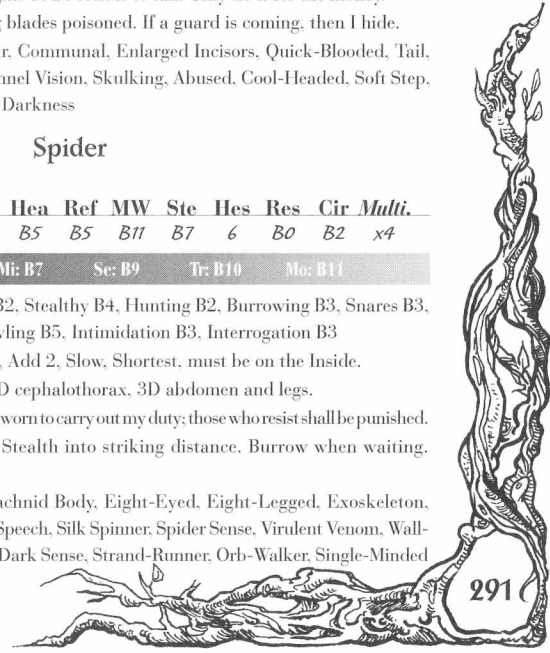 blades poisoned. If a guard is coming, then I hide.
Communal, Enlarged Incisors, Quick-Blooded, Tail,
Vision, Skulking, Abused, Cool-Headed, Soft Step,
Darkness
Spider
Hea Ref MW Ste Hes Res Cir Multi.
B5 B5 B11 B7 6 B0 B2 x4
Mi: B7 Se: B9 Tr: B10 Mo: B11
B2, Stealthy B4, Hunting B2, Burrowing B3, Snares B3,
B5, Intimidation B3, Interrogation B3
, Add 2, Slow, Shortest, must be on the Inside.
D cephalothorax, 3D abdomen and legs.
worn to carry out my duty; those who resist shall be punished.
Stealth into striking distance. Burrow when waiting.
achnid Body, Eight-Eyed, Eight-Legged, Exoskeleton,
Speech, Silk Spinner, Spider Sense, Virulent Venom, Wall-
Dark Sense, Strand-Runner, Orb-Walker, Single-Minded
291